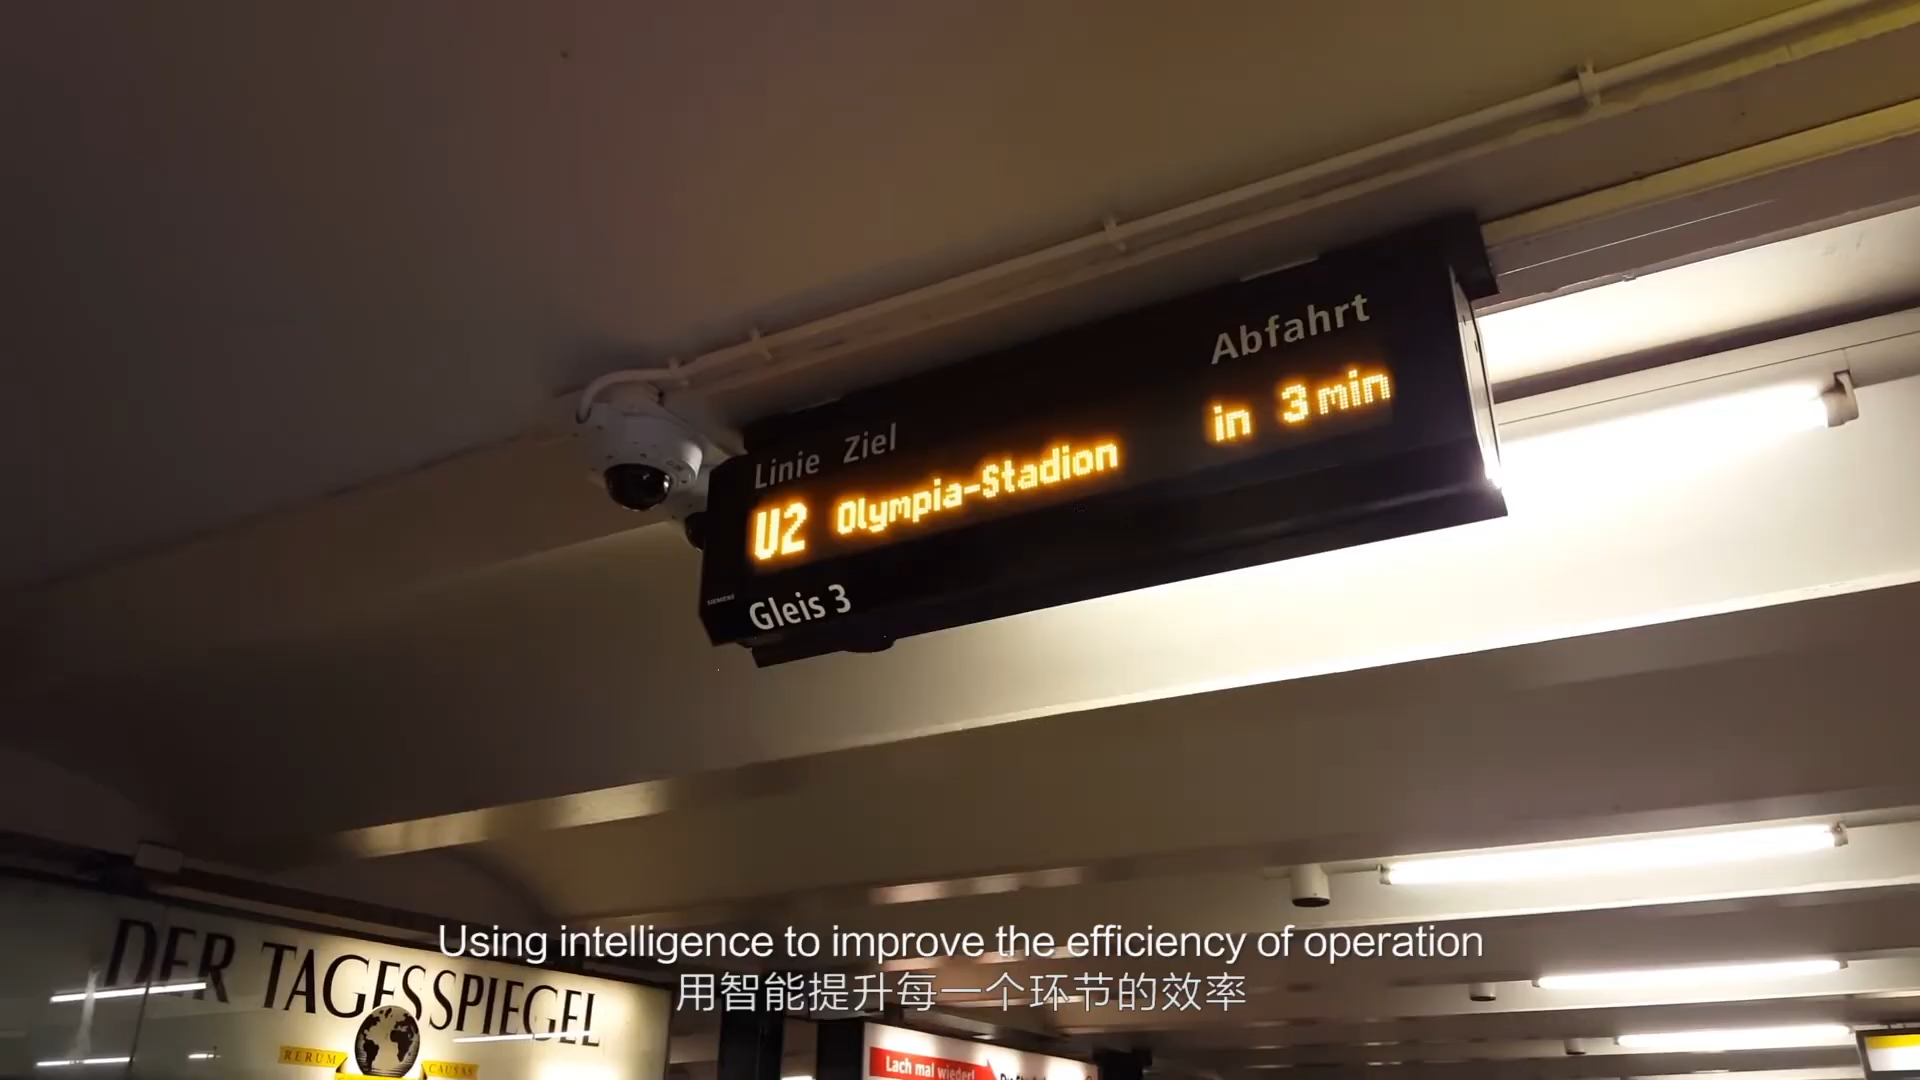 Abfahrt
Linie Ziel
in 3 min
U2 Olympia-Stadion
Gleis 3
SIEMENS
DER TAGESSPIEGEL
RERUM CAUSAS
Lach mal wieder!
Using intelligence to improve the efficiency of operation
用智能提升每一个环节的效率